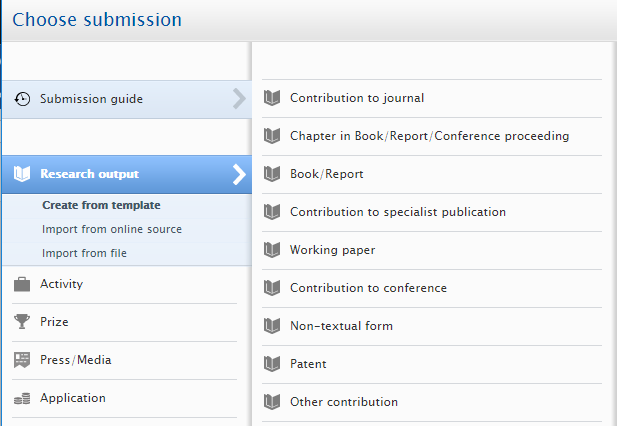 Choose submission
Submission guide
Research output
Create from template
Import from online source
Import from file
Activity
Prize
Press/Media
Application
Contribution to journal
Chapter in Book/Report/Conference proceeding
Book/Report
Contribution to specialist publication
Working paper
Contribution to conference
Non-textual form
Patent
Other contribution